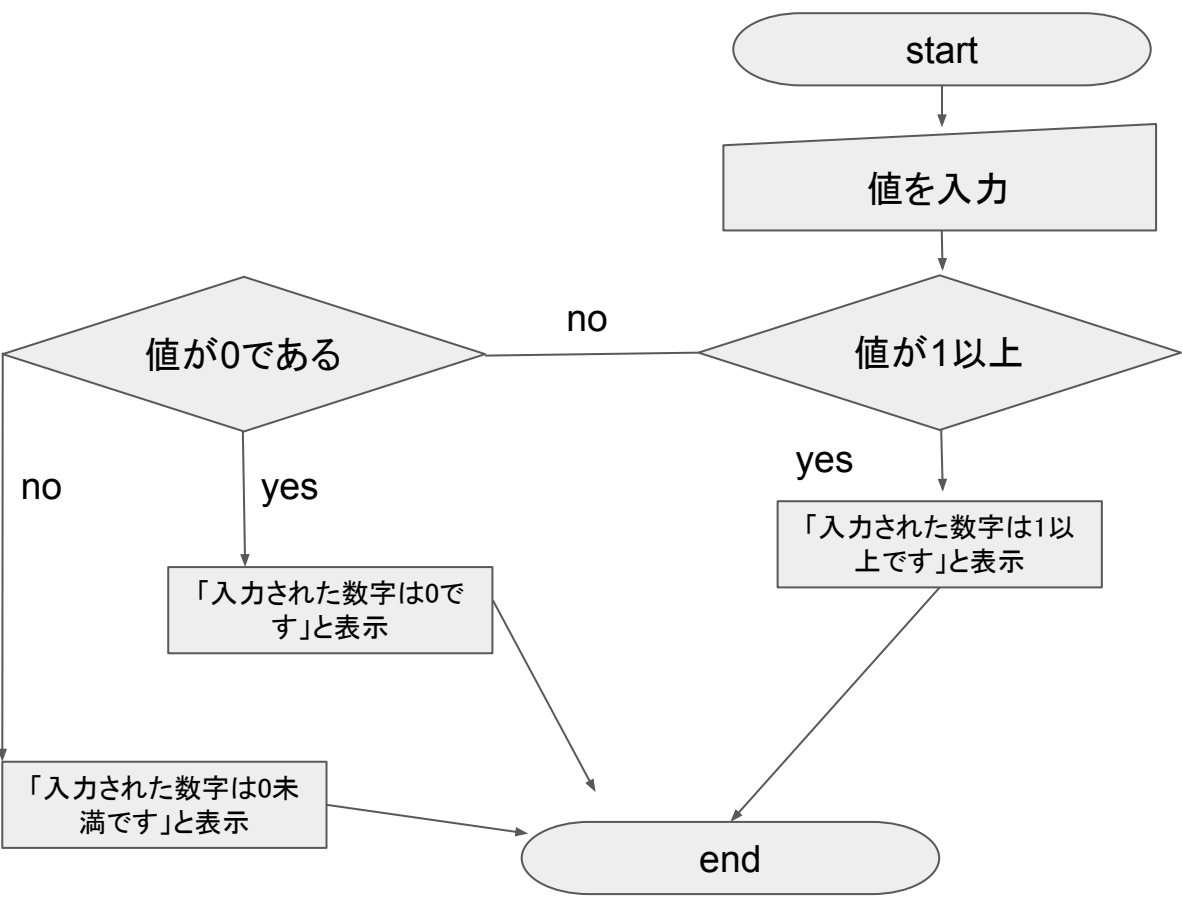 start
値を入力
値が1以上
no
値が0である
yes
「入力された数字は1以
上です」と表示
no
yes
「入力された数字は0で
す」と表示
「入力された数字は0未
満です」と表示
end